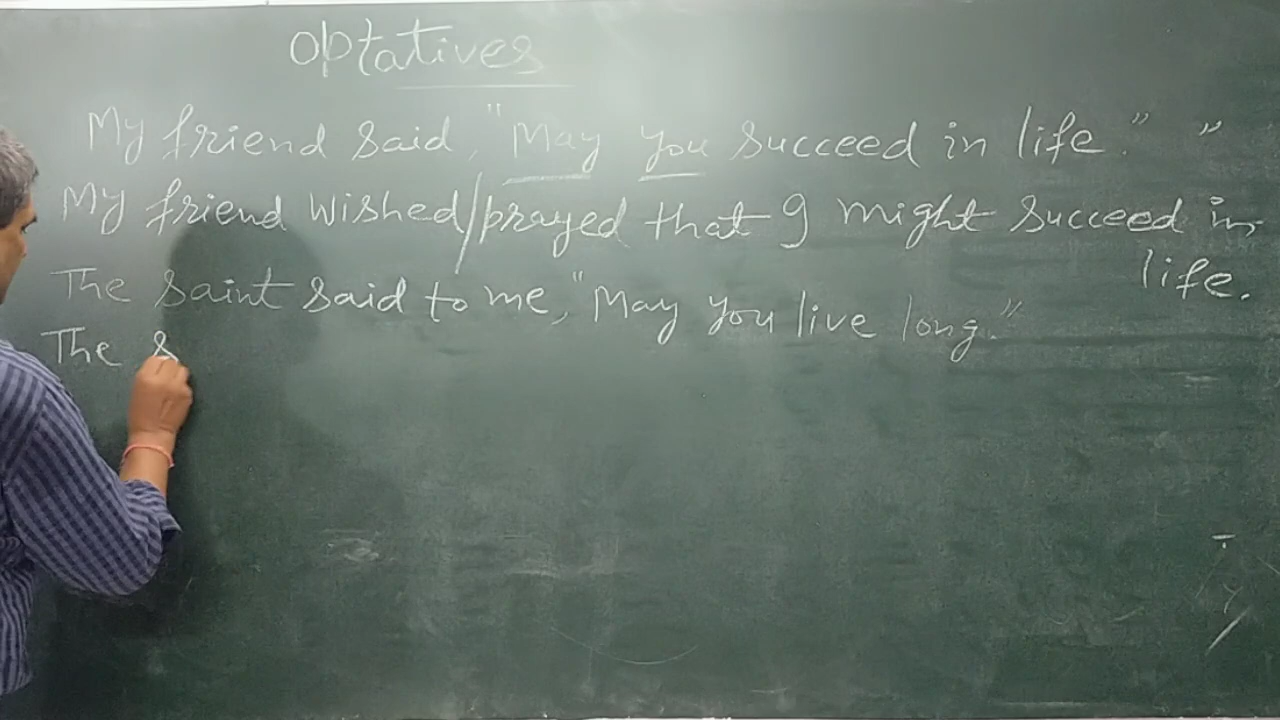 Optatives
My friend said, "May you succeed in life." "
My friend wished/prayed that I might succeed in
life.
The saint said to me, "May you live long."
The s